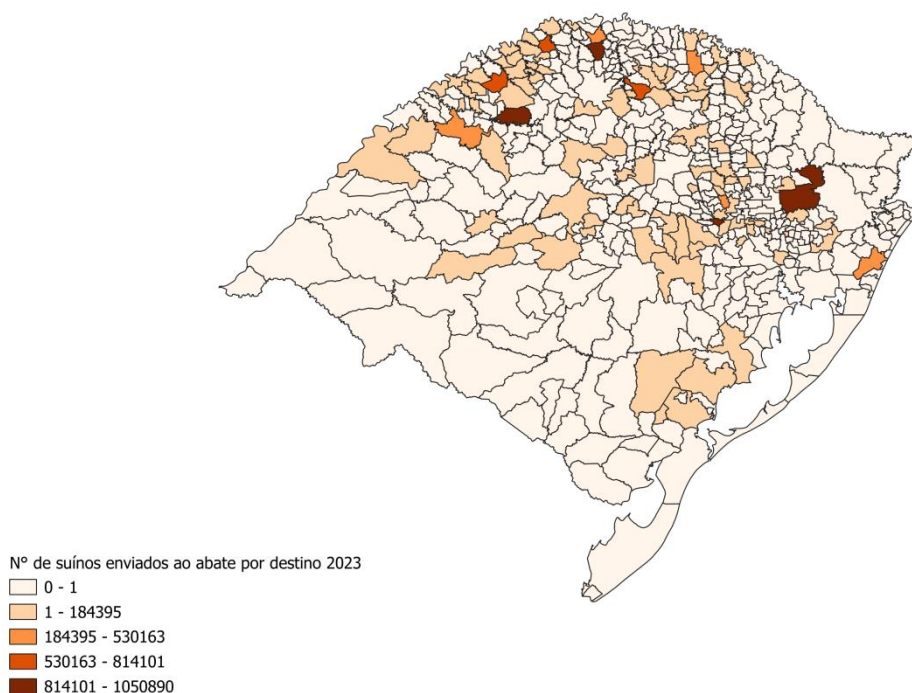 N° de suínos enviados ao abate por destino 2023
0 - 1
1 - 184395
184395 - 530163
530163 - 814101
814101 - 1050890